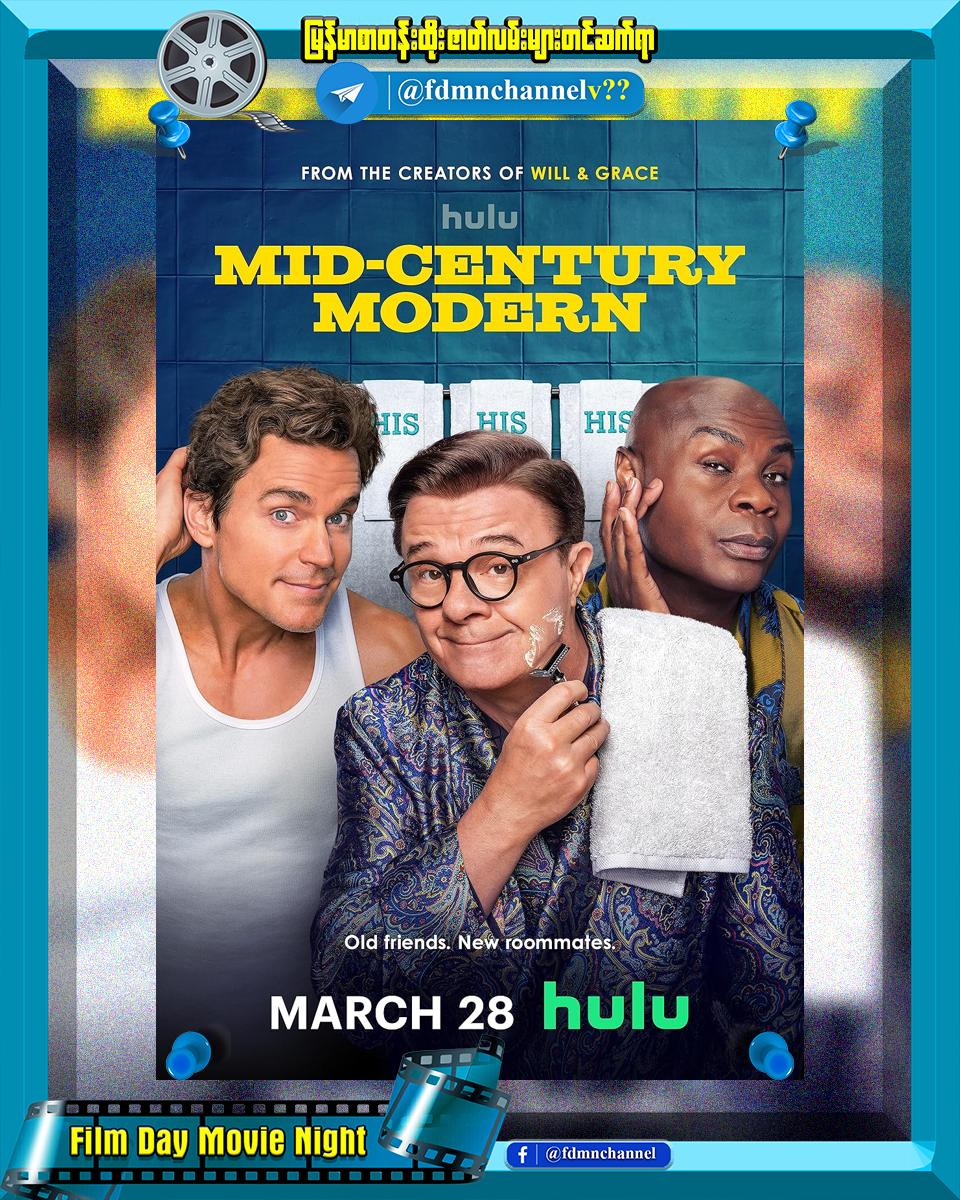 မြန်မာစာတန်းထိုးဇာတ်လမ်းများတင်ဆက်ရာ
@fdmnchannelv??
FROM THE CREATORS OF WILL & GRACE
hulu
MID-CENTURY
MODERN
HIS HIS HIS
Old friends. New roommates.
MARCH 28 hulu
Film Day Movie Night
f @fdmnchannel